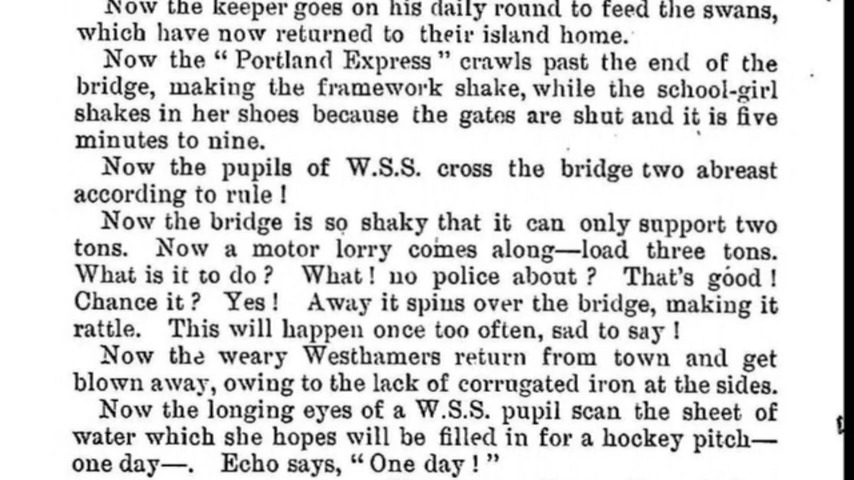 Now the keeper goes on his daily round to feed the swans,
which have now returned to their island home.
Now the "Portland Express" crawls past the end of the
bridge, making the framework shake, while the school-girl
shakes in her shoes because the gates are shut and it is five
minutes to nine.
Now the pupils of W.S.S. cross the bridge two abreast
according to rule!
Now the bridge is so shaky that it can only support two
tons. Now a motor lorry comes along—load three tons.
What is it to do? What! no police about? That's good!
Chance it? Yes! Away it spins over the bridge, making it
rattle. This will happen once too often, sad to say!
Now the weary Westhamers return from town and get
blown away, owing to the lack of corrugated iron at the sides.
Now the longing eyes of a W.S.S. pupil scan the sheet of
water which she hopes will be filled in for a hockey pitch—
one day—. Echo says, "One day!"